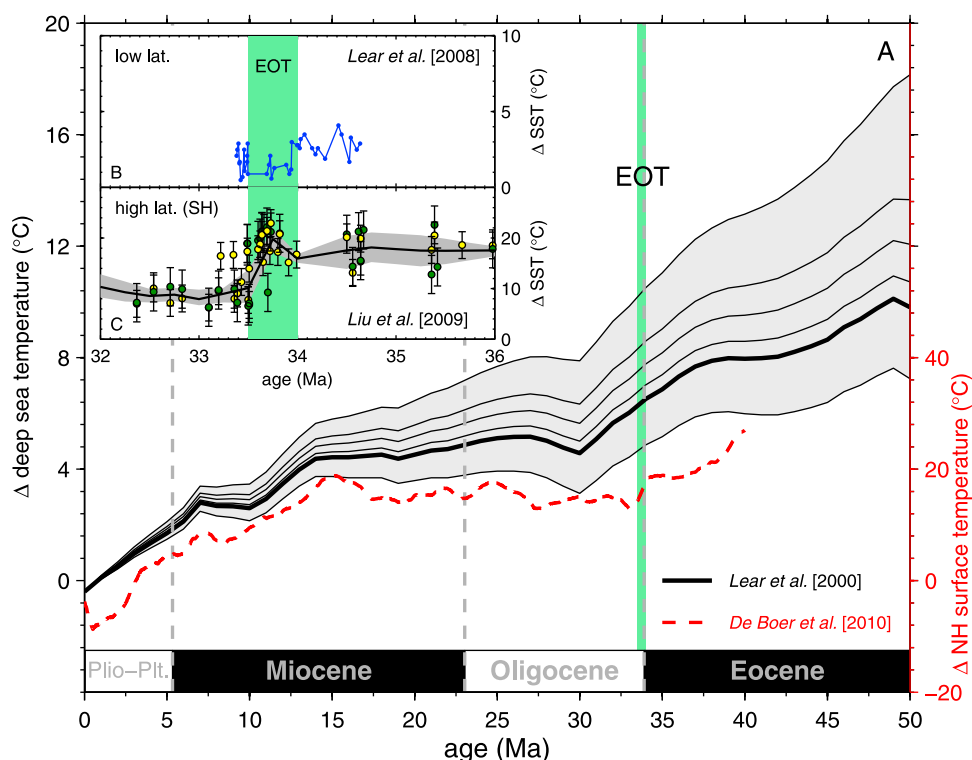 A
20
16
12
8
4
0
Δ deep sea temperature (°C)
low lat.
EOT
Lear et al. [2008]
B
10
5
0
Δ SST (°C)
high lat. (SH)
C
Liu et al. [2009]
20
10
0
Δ SST (°C)
32 33 34 35 36
age (Ma)
EOT
40
20
0
−20
Δ NH surface temperature (°C)
Lear et al. [2000]
De Boer et al. [2010]
Plio−Plt. Miocene Oligocene Eocene
0 5 10 15 20 25 30 35 40 45 50
age (Ma)